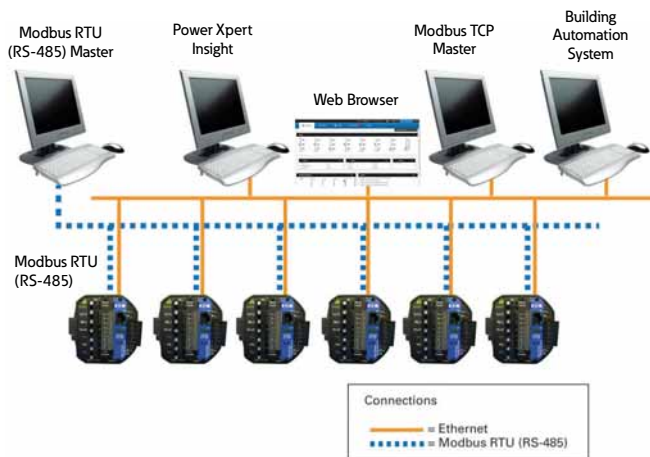 Modbus RTU
(RS-485) Master
Power Xpert
Insight
Web Browser
Modbus TCP
Master
Building
Automation
System
Modbus RTU
(RS-485)
Connections
= Ethernet
= Modbus RTU (RS-485)